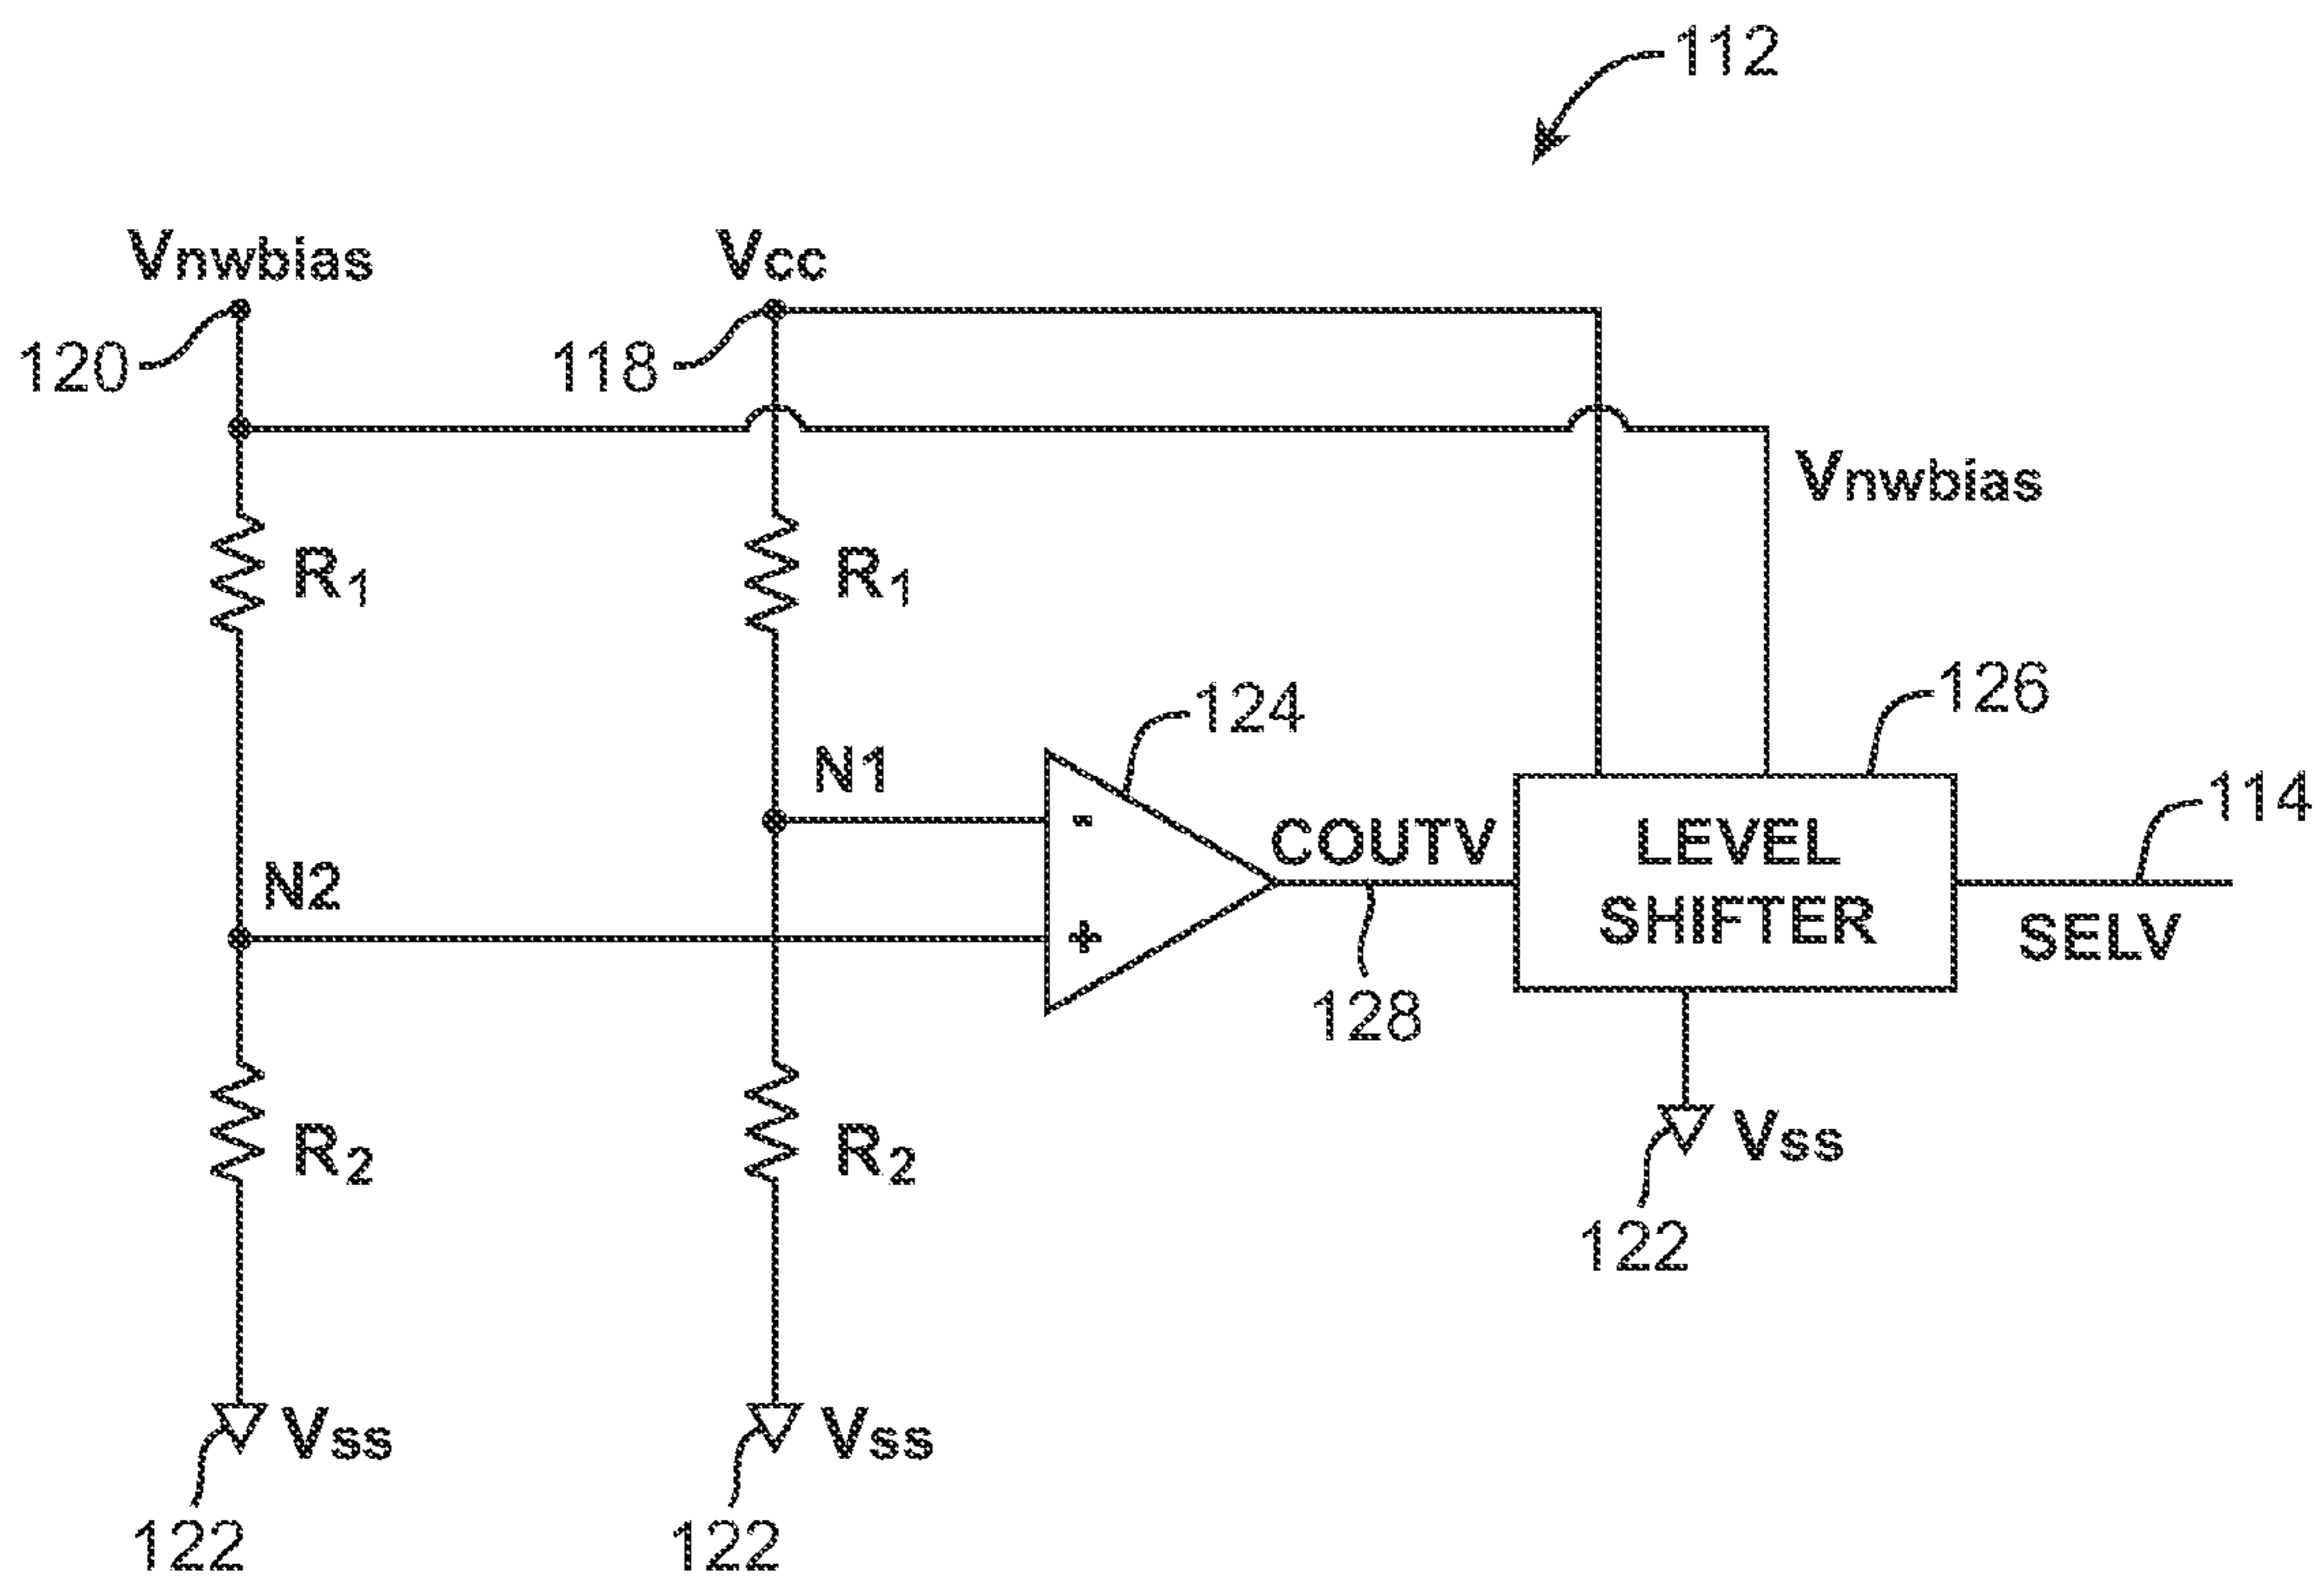 112
Vnwbias
Vcc
120
118
Vnwbias
R1
R1
124
126
N1
114
COUTV
LEVEL
SHIFTER
N2
-
+
SELV
128
R2
R2
Vss
122
Vss
Vss
122
122